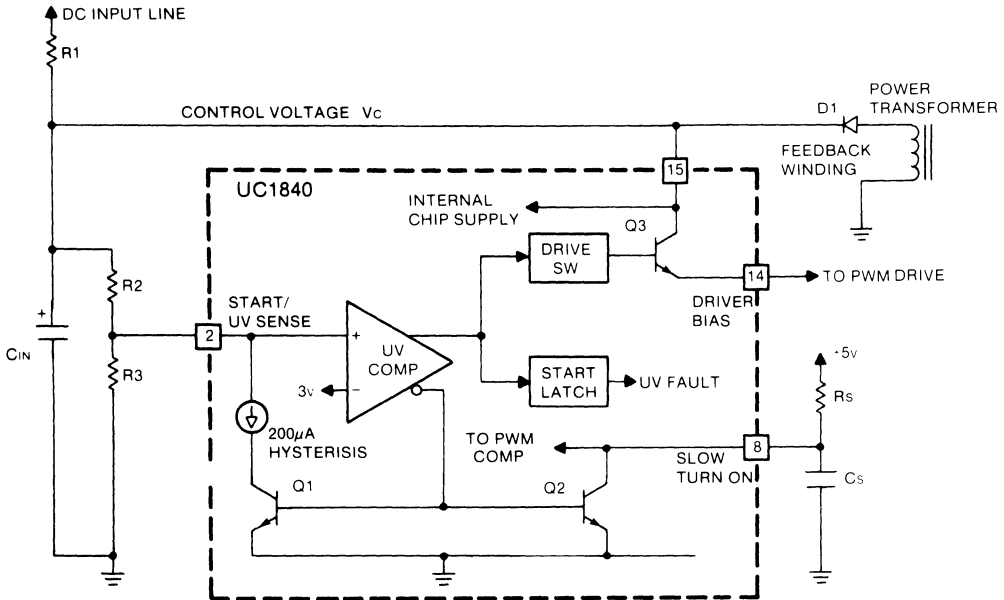 DC INPUT LINE
R1
CONTROL VOLTAGE Vc
D1
POWER
TRANSFORMER
FEEDBACK
WINDING
15
UC1840
INTERNAL
CHIP SUPPLY
Q3
DRIVE
SW
14
TO PWM DRIVE
DRIVER
BIAS
R2
START/
UV SENSE
2
+
UV
COMP
3V
−
START
LATCH
UV FAULT
+
CIN
R3
+5V
RS
200µA
HYSTERISIS
TO PWM
COMP
8
SLOW
TURN ON
CS
Q1
Q2